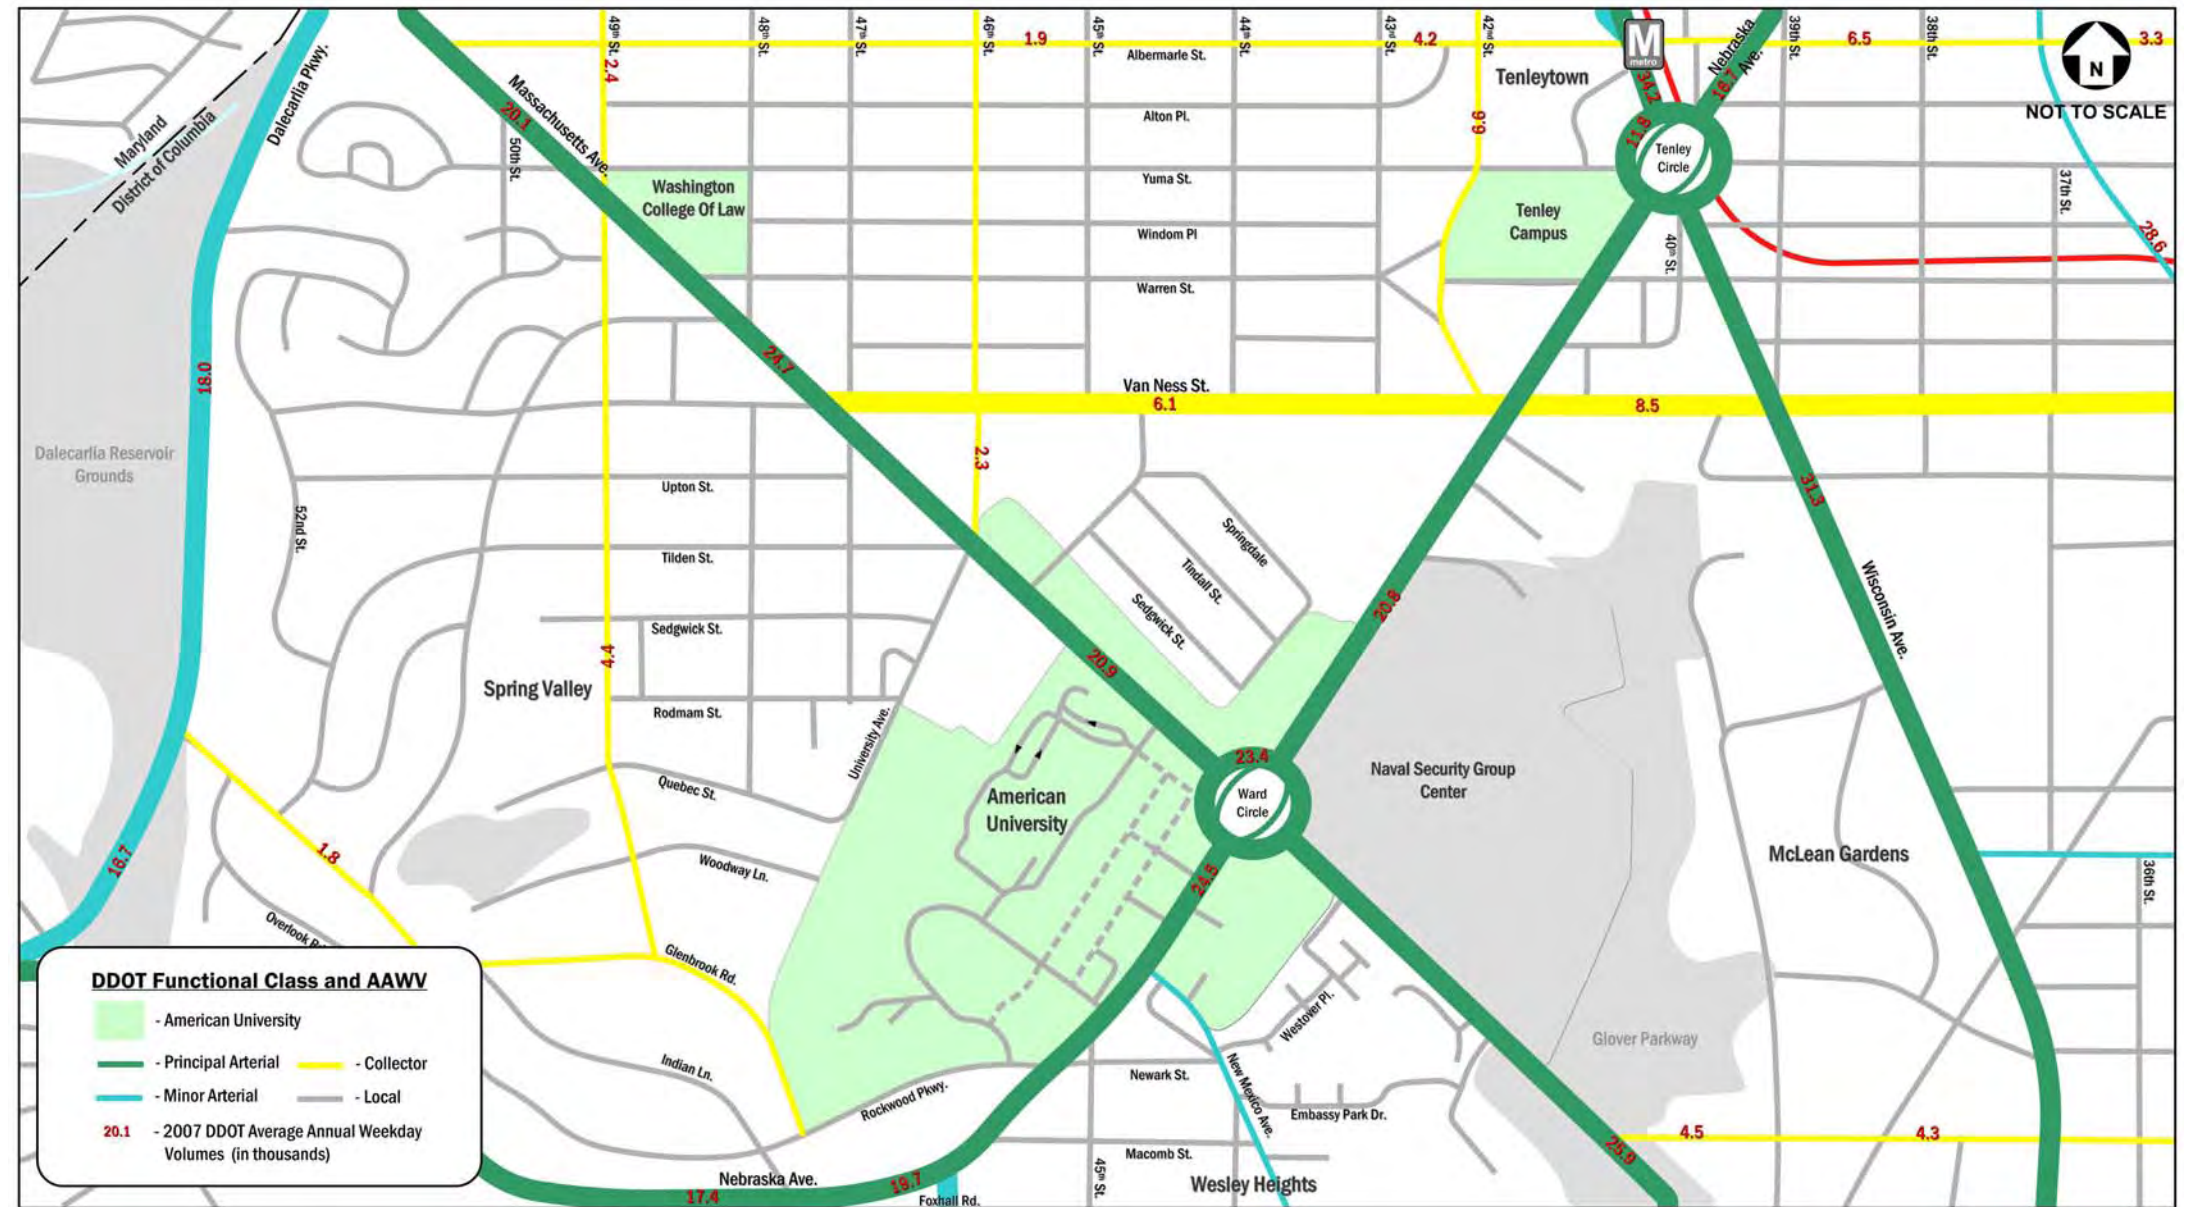 49th St.
48th St.
47th St.
46th St.
45th St.
44th St.
43rd St.
42nd St.
39th St.
38th St.
1.9
4.2
6.5
3.3
Albermarle St.
M
metro
Nebraska
Ave.
N
NOT TO SCALE
Tenleytown
2.4
34.2
18.7
Dalecarlia Pkwy.
Massachusetts Ave.
20.1
Alton Pl.
9.9
11.8
Tenley
Circle
Maryland
District of Columbia
50th St.
Washington
College Of Law
Yuma St.
Tenley
Campus
37th St.
Windom Pl
40th St.
28.6
Warren St.
18.0
24.7
Van Ness St.
6.1
8.5
Dalecarlia Reservoir
Grounds
2.3
Upton St.
31.3
52nd St.
Springdale
Tilden St.
Tindall St.
Wisconsin Ave.
20.8
Sedgwick St.
Sedgwick St.
4.4
20.9
Spring Valley
Rodmam St.
University Ave.
23.4
Naval Security Group
Center
Quebec St.
American
University
Ward
Circle
1.8
16.7
Woodway Ln.
24.5
McLean Gardens
36th St.
Overlook
Glenbrook Rd.
Westover Pl.
Glover Parkway
Indian Ln.
Newark St.
New Mexico Ave.
Rockwood Pkwy.
Embassy Park Dr.
4.5
4.3
25.9
Macomb St.
45th St.
Wesley Heights
Nebraska Ave.
17.4
19.7
Foxhall Rd.
DDOT Functional Class and AAWV
- American University
- Principal Arterial
- Collector
- Minor Arterial
- Local
20.1 - 2007 DDOT Average Annual Weekday
Volumes (in thousands)